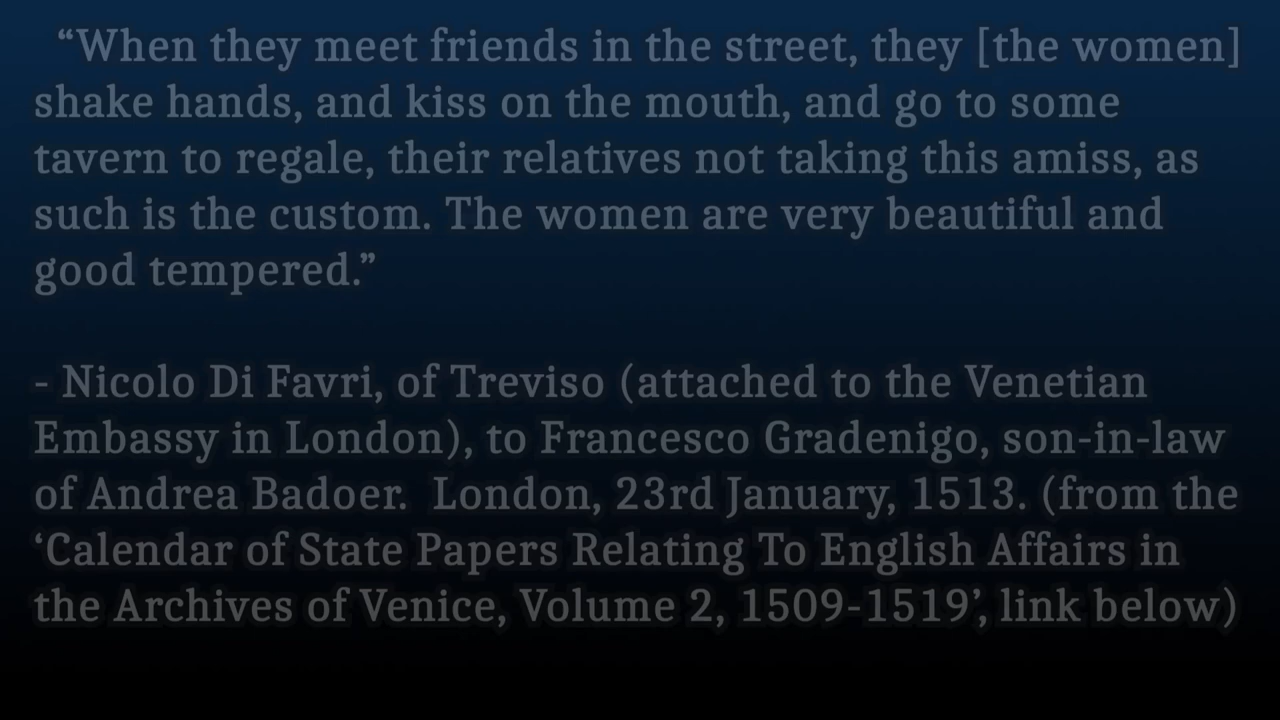 “When they meet friends in the street, they [the women]
shake hands, and kiss on the mouth, and go to some
tavern to regale, their relatives not taking this amiss, as
such is the custom. The women are very beautiful and
good tempered.”
- Nicolo Di Favri, of Treviso (attached to the Venetian
Embassy in London), to Francesco Gradenigo, son-in-law
of Andrea Badoer.  London, 23rd January, 1513. (from the
‘Calendar of State Papers Relating To English Affairs in
the Archives of Venice, Volume 2, 1509-1519’, link below)